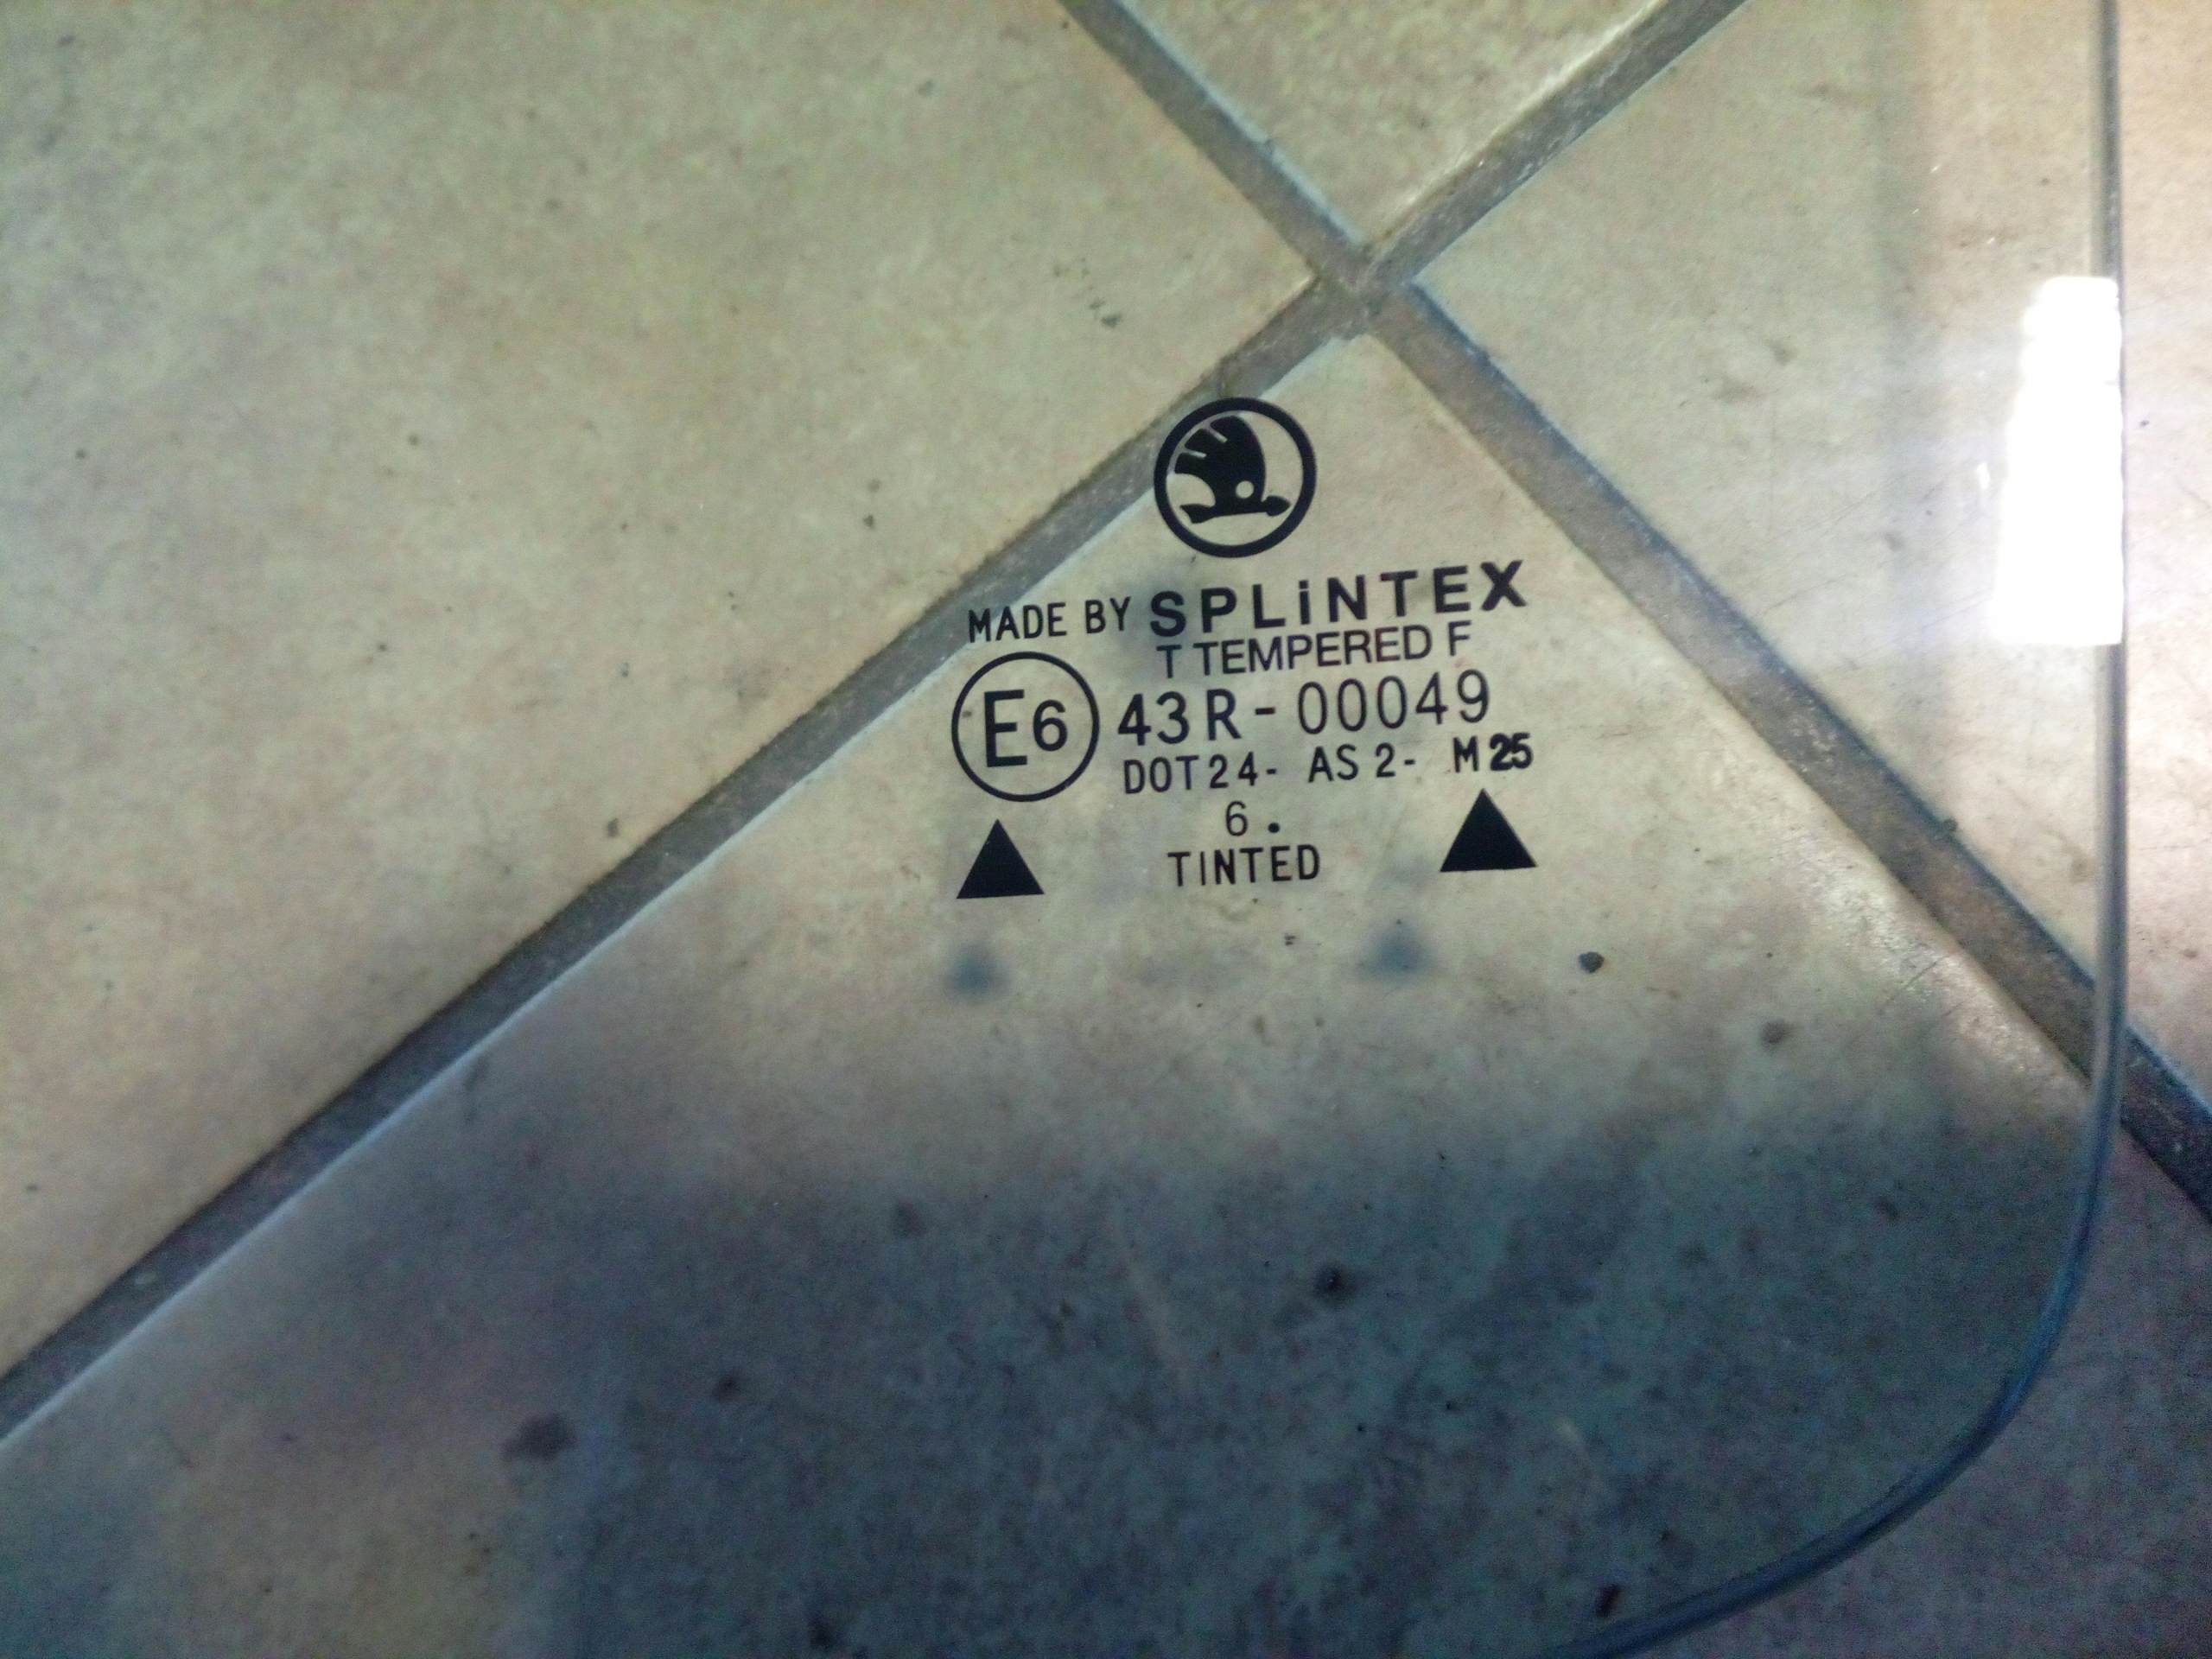 MADE BY SPLiNTEX
T TEMPERED F
E6 43R-00049
DOT24- AS2- M25
6.
TINTED